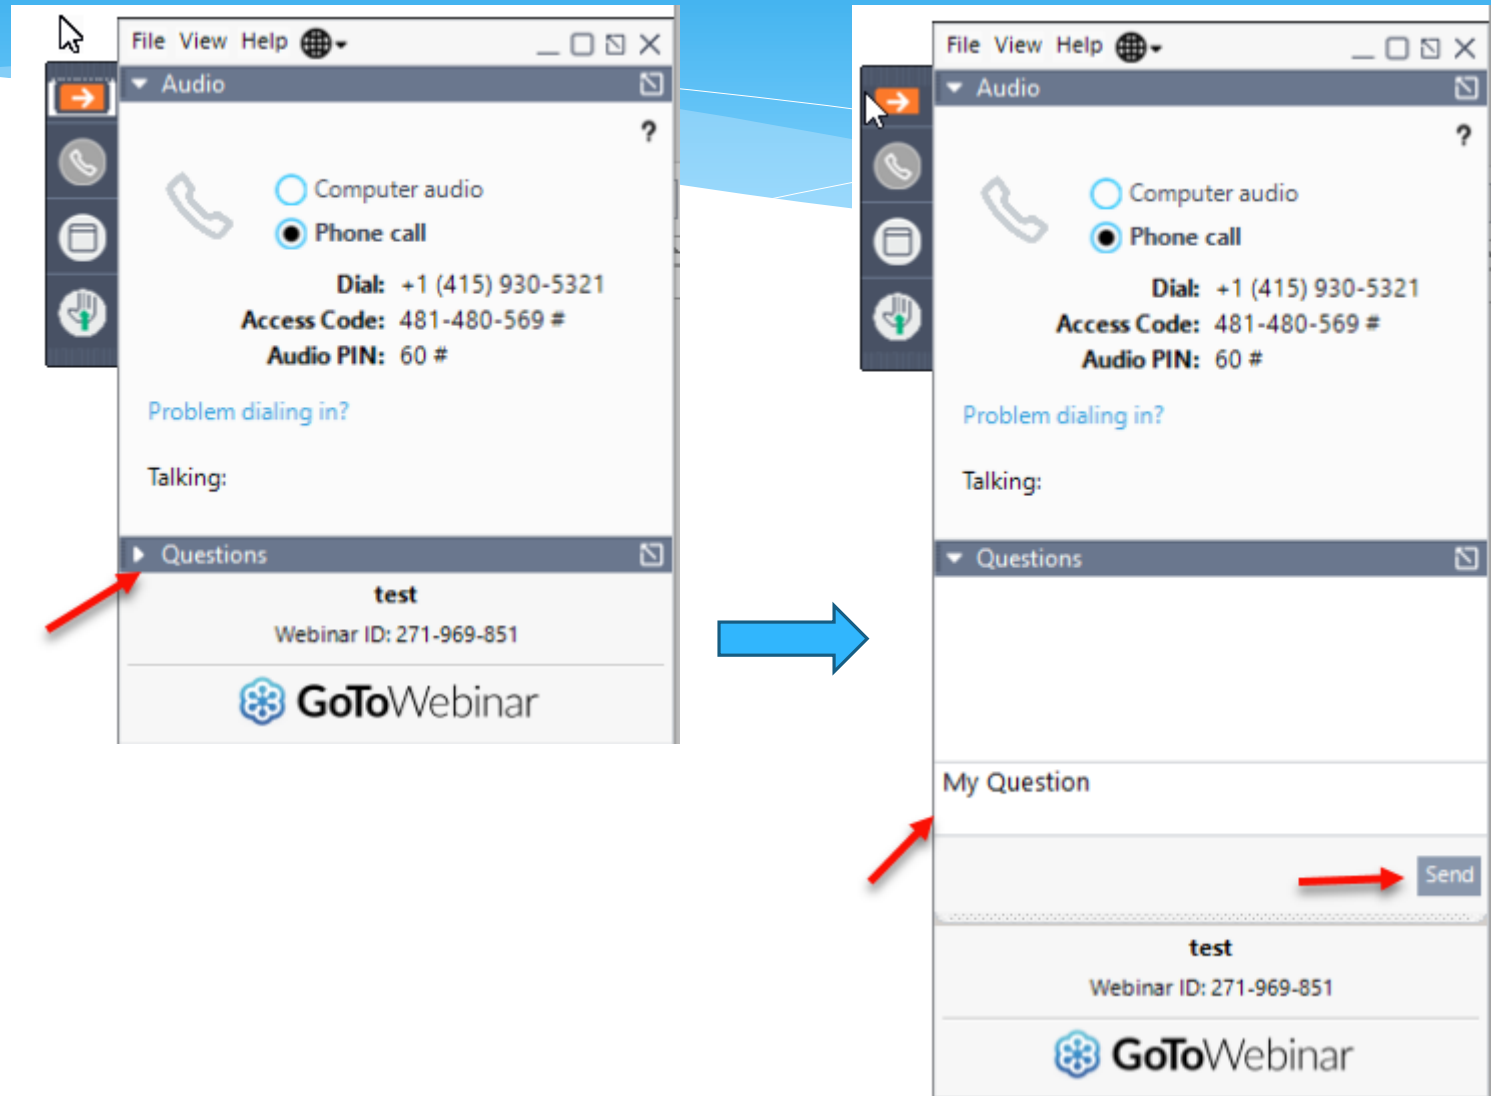 File View Help
Audio
?
Computer audio
Phone call
Dial: +1 (415) 930-5321
Access Code: 481-480-569 #
Audio PIN: 60 #
Problem dialing in?
Talking:
Questions
test
Webinar ID: 271-969-851
GoToWebinar
File View Help
Audio
?
Computer audio
Phone call
Dial: +1 (415) 930-5321
Access Code: 481-480-569 #
Audio PIN: 60 #
Problem dialing in?
Talking:
Questions
My Question
Send
test
Webinar ID: 271-969-851
GoToWebinar